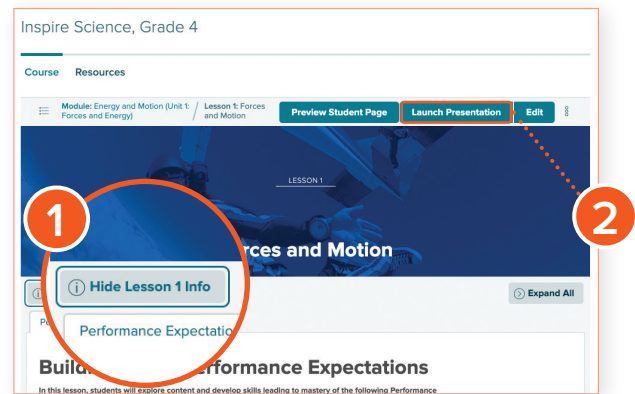 Inspire Science, Grade 4
Course Resources
Module: Energy and Motion (Unit 1: / Lesson 1: Forces
Forces and Energy) and Motion
Preview Student Page Launch Presentation Edit
LESSON 1
1
2
rces and Motion
Hide Lesson 1 Info
Expand All
Pe
Performance Expectatio
Build formance Expectations
In this lesson, students will explore content and develop skills leading to mastery of the following Performance